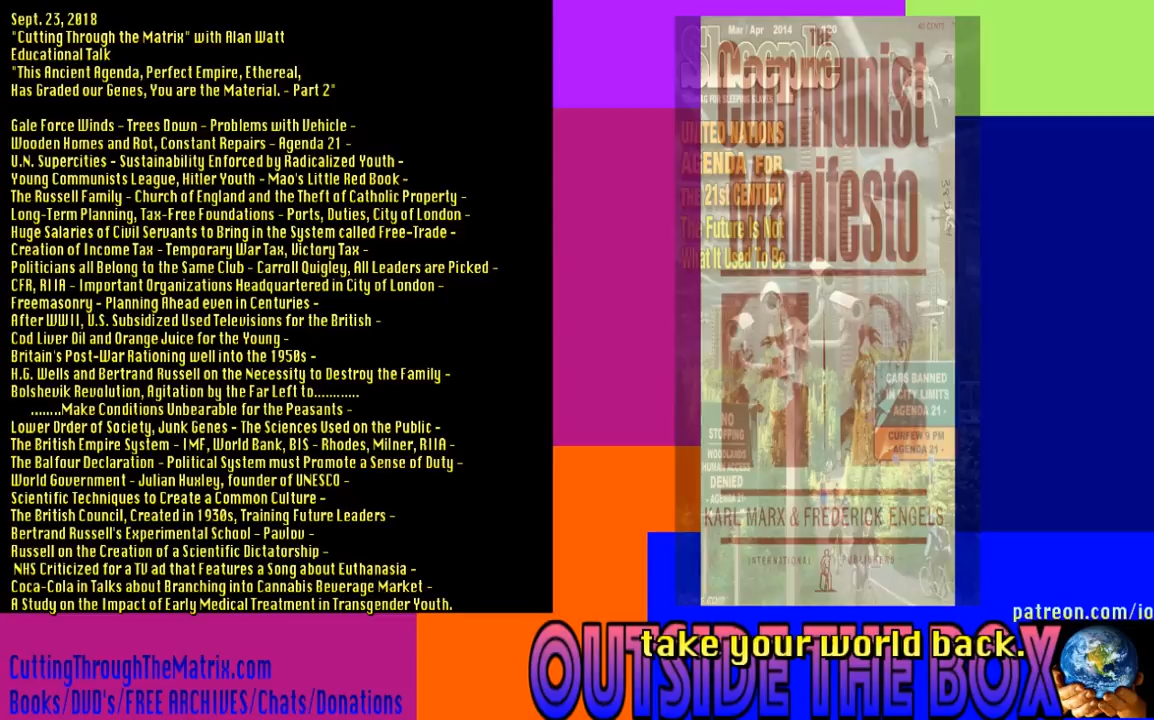 Sept. 23, 2018
"Cutting Through the Matrix" with Alan Watt
Educational Talk
"This Ancient Agenda, Perfect Empire, Ethereal,
Has Graded our Genes, You are the Material. - Part 2"
Gale Force Winds - Trees Down - Problems with Vehicle -
Wooden Homes and Rot, Constant Repairs - Agenda 21 -
U.N. Supercities - Sustainability Enforced by Radicalized Youth -
Young Communists League, Hitler Youth - Mao's Little Red Book -
The Russell Family - Church of England and the Theft of Catholic Property -
Long-Term Planning, Tax-Free Foundations - Ports, Duties, City of London -
Huge Salaries of Civil Servants to Bring in the System called Free-Trade -
Creation of Income Tax - Temporary War Tax, Victory Tax -
Politicians all Belong to the Same Club - Carroll Quigley, All Leaders are Picked -
CFR, RIIA - Important Organizations Headquartered in City of London -
Freemasonry - Planning Ahead even in Centuries -
After WWII, U.S. Subsidized Used Televisions for the British -
Cod Liver Oil and Orange Juice for the Young -
Britain's Post-War Rationing well into the 1950s -
H.G. Wells and Bertrand Russell on the Necessity to Destroy the Family -
Bolshevik Revolution, Agitation by the Far Left to............
........Make Conditions Unbearable for the Peasants -
Lower Order of Society, Junk Genes - The Sciences Used on the Public -
The British Empire System - IMF, World Bank, BIS - Rhodes, Milner, RIIA -
The Balfour Declaration - Political System must Promote a Sense of Duty -
World Government - Julian Huxley, founder of UNESCO -
Scientific Techniques to Create a Common Culture -
The British Council, Created in 1930s, Training Future Leaders -
Bertrand Russell's Experimental School - Pavlov -
Russell on the Creation of a Scientific Dictatorship -
NHS Criticized for a TV ad that Features a Song about Euthanasia -
Coca-Cola in Talks about Branching into Cannabis Beverage Market -
A Study on the Impact of Early Medical Treatment in Transgender Youth.
CuttingThroughTheMatrix.com
Books/DVD's/FREE ARCHIVES/Chats/Donations
Mar/Apr 2014
40 CENTS
THE
Sheeple
Communist
Manifesto
FOR SLEEPING SLAVES
UNITED NATIONS
AGENDA FOR
THE 21st CENTURY
The Future Is Not
What It Used To Be
CARS BANNED
IN CITY LIMITS
AGENDA 21 -
CURFEW 9 PM
- AGENDA 21 -
NO
STOPPING
WOODLANDS
HUMAN ACCESS
DENIED
- AGENDA 21 -
KARL MARX & FREDERICK ENGELS
INTERNATIONAL PUBLISHERS
patreon.com/io
OUTSIDE THE BOX
take your world back.